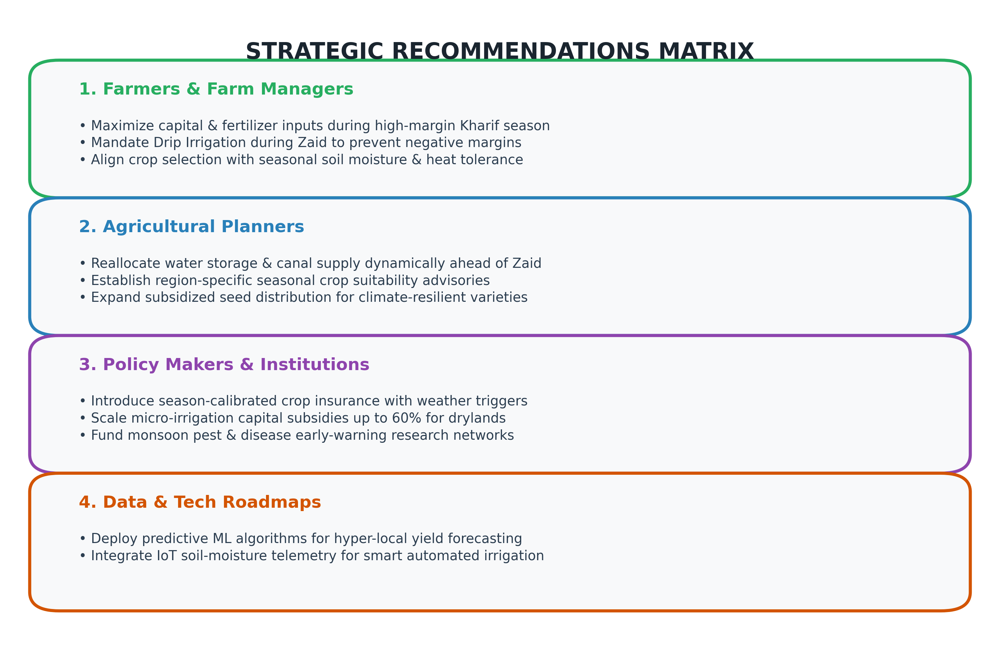 STRATEGIC RECOMMENDATIONS MATRIX
1. Farmers & Farm Managers
• Maximize capital & fertilizer inputs during high-margin Kharif season
• Mandate Drip Irrigation during Zaid to prevent negative margins
• Align crop selection with seasonal soil moisture & heat tolerance
2. Agricultural Planners
• Reallocate water storage & canal supply dynamically ahead of Zaid
• Establish region-specific seasonal crop suitability advisories
• Expand subsidized seed distribution for climate-resilient varieties
3. Policy Makers & Institutions
• Introduce season-calibrated crop insurance with weather triggers
• Scale micro-irrigation capital subsidies up to 60% for drylands
• Fund monsoon pest & disease early-warning research networks
4. Data & Tech Roadmaps
• Deploy predictive ML algorithms for hyper-local yield forecasting
• Integrate IoT soil-moisture telemetry for smart automated irrigation